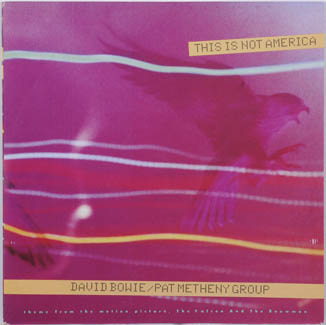 THIS IS NOT AMERICA
DAVID BOWIE/PAT METHENY GROUP
theme from the motion picture, The Falcon And The Snowman